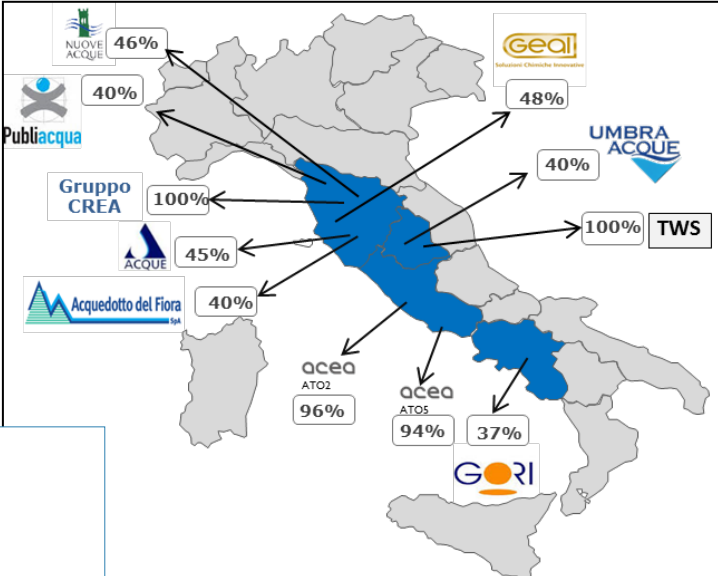 NUOVE
ACQUE
46%
Geal
Soluzioni Chimiche Innovative
48%
Publiacqua
40%
UMBRA
ACQUE
40%
Gruppo
CREA
100%
100%
TWS
ACQUE
45%
Acquedotto del Fiora
SpA
40%
acea
ATO2
96%
acea
ATO5
94%
37%
GORI